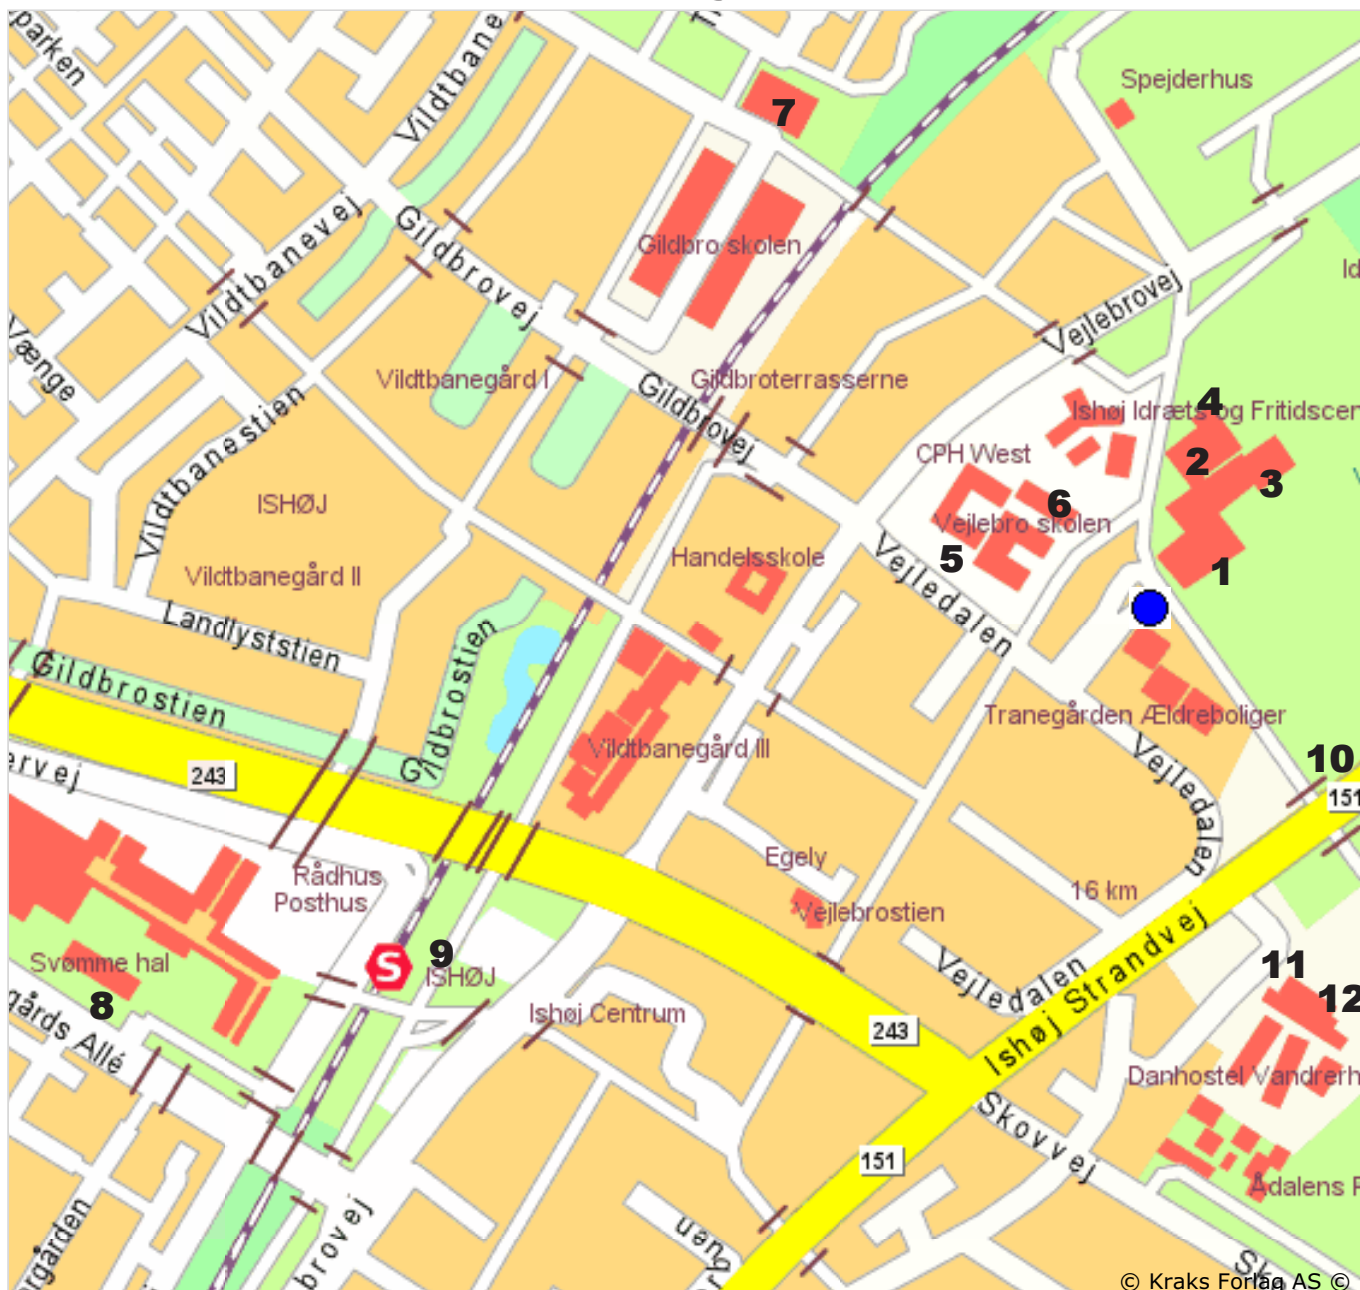 parken
Vildtbane
Spejderhus
7
Vildtbanevej
Gildbrovej
Gildbro skolen
Vænge
Vejlebrovej
Vildtbanegård I
Gildbroterrasserne
Gildbrovej
4
Ishøj Idræts og Fritidscen
Vildtbanestien
CPH West
2
3
ISHØJ
6
Vejlebro skolen
Handelsskole
5
1
Vildtbanegård II
Vejledalen
Landlyststien
Gildbrostien
Gildbrostien
Tranegården Ældreboliger
Vildtbanegård III
Vejledalen
10
ervej
243
151
Egely
Rådhus
Posthus
16 km
Vejlebrostien
Svømme hal
S
9
ISHØJ
Vejledalen
Ishøj Strandvej
11
8
12
gårds Allé
Ishøj Centrum
243
Danhostel Vandrerh
Skovvej
151
Ådalens F
rgården
brovej
© Kraks Forlag AS ©